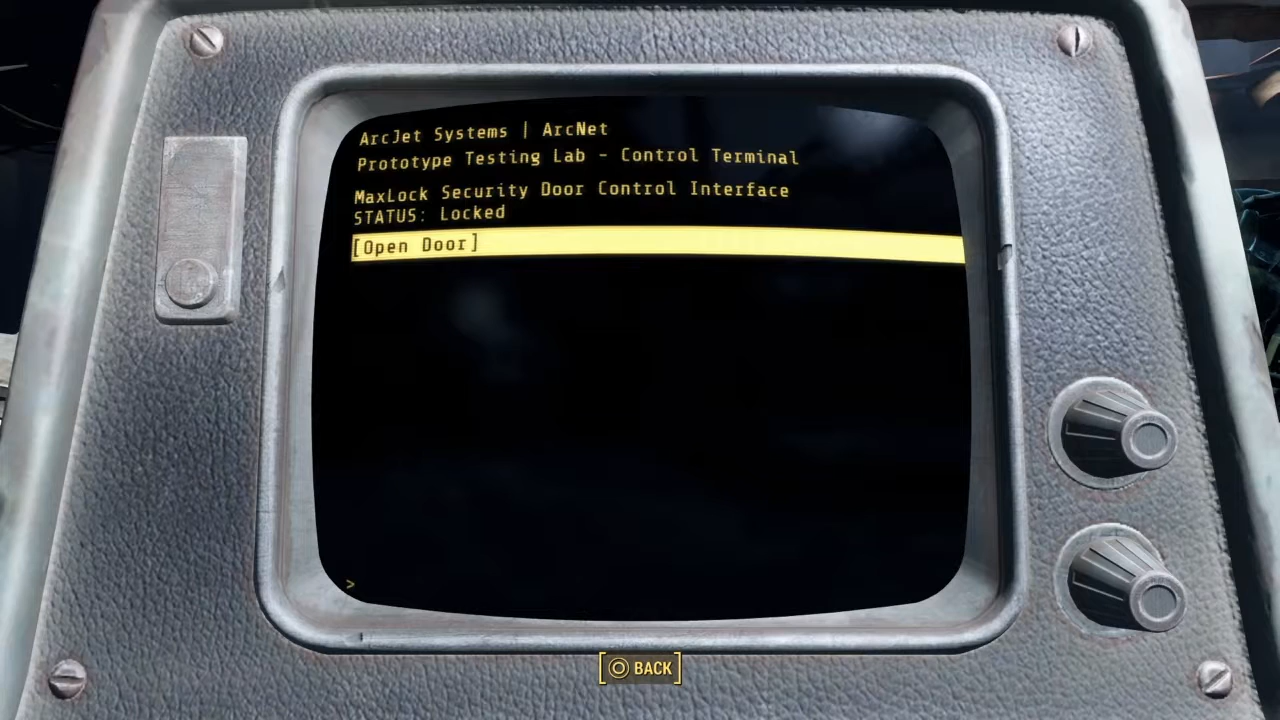 ArcJet Systems | ArcNet
Prototype Testing Lab - Control Terminal
MaxLock Security Door Control Interface
STATUS: Locked
[Open Door]
>
[BACK]